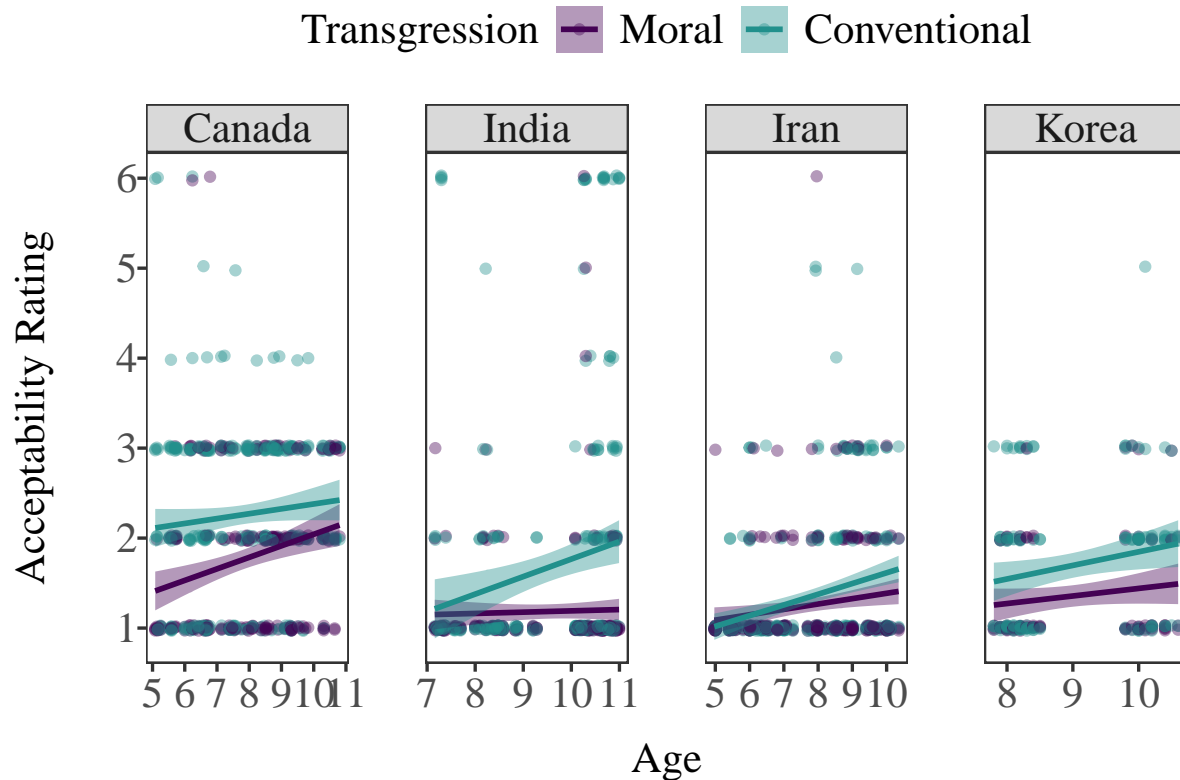 Transgression Moral Conventional
Canada India Iran Korea
Acceptability Rating
6
5
4
3
2
1
5 6 7 8 9 10 11 7 8 9 10 11 5 6 7 8 9 10 8 9 10
Age